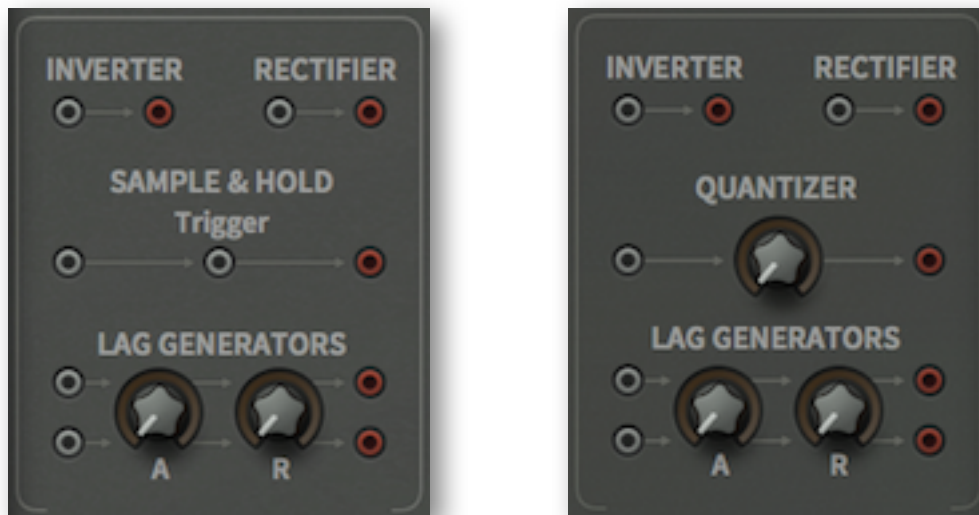 INVERTER RECTIFIER
SAMPLE & HOLD
Trigger
LAG GENERATORS
A R
INVERTER RECTIFIER
QUANTIZER
LAG GENERATORS
A R